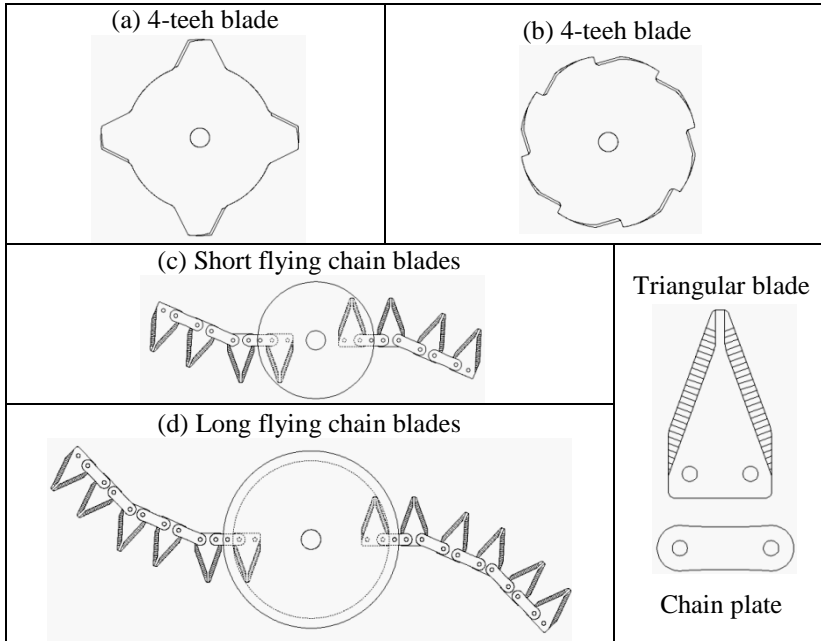 (a) 4-teeh blade
(b) 4-teeh blade
(c) Short flying chain blades
Triangular blade
(d) Long flying chain blades
Chain plate